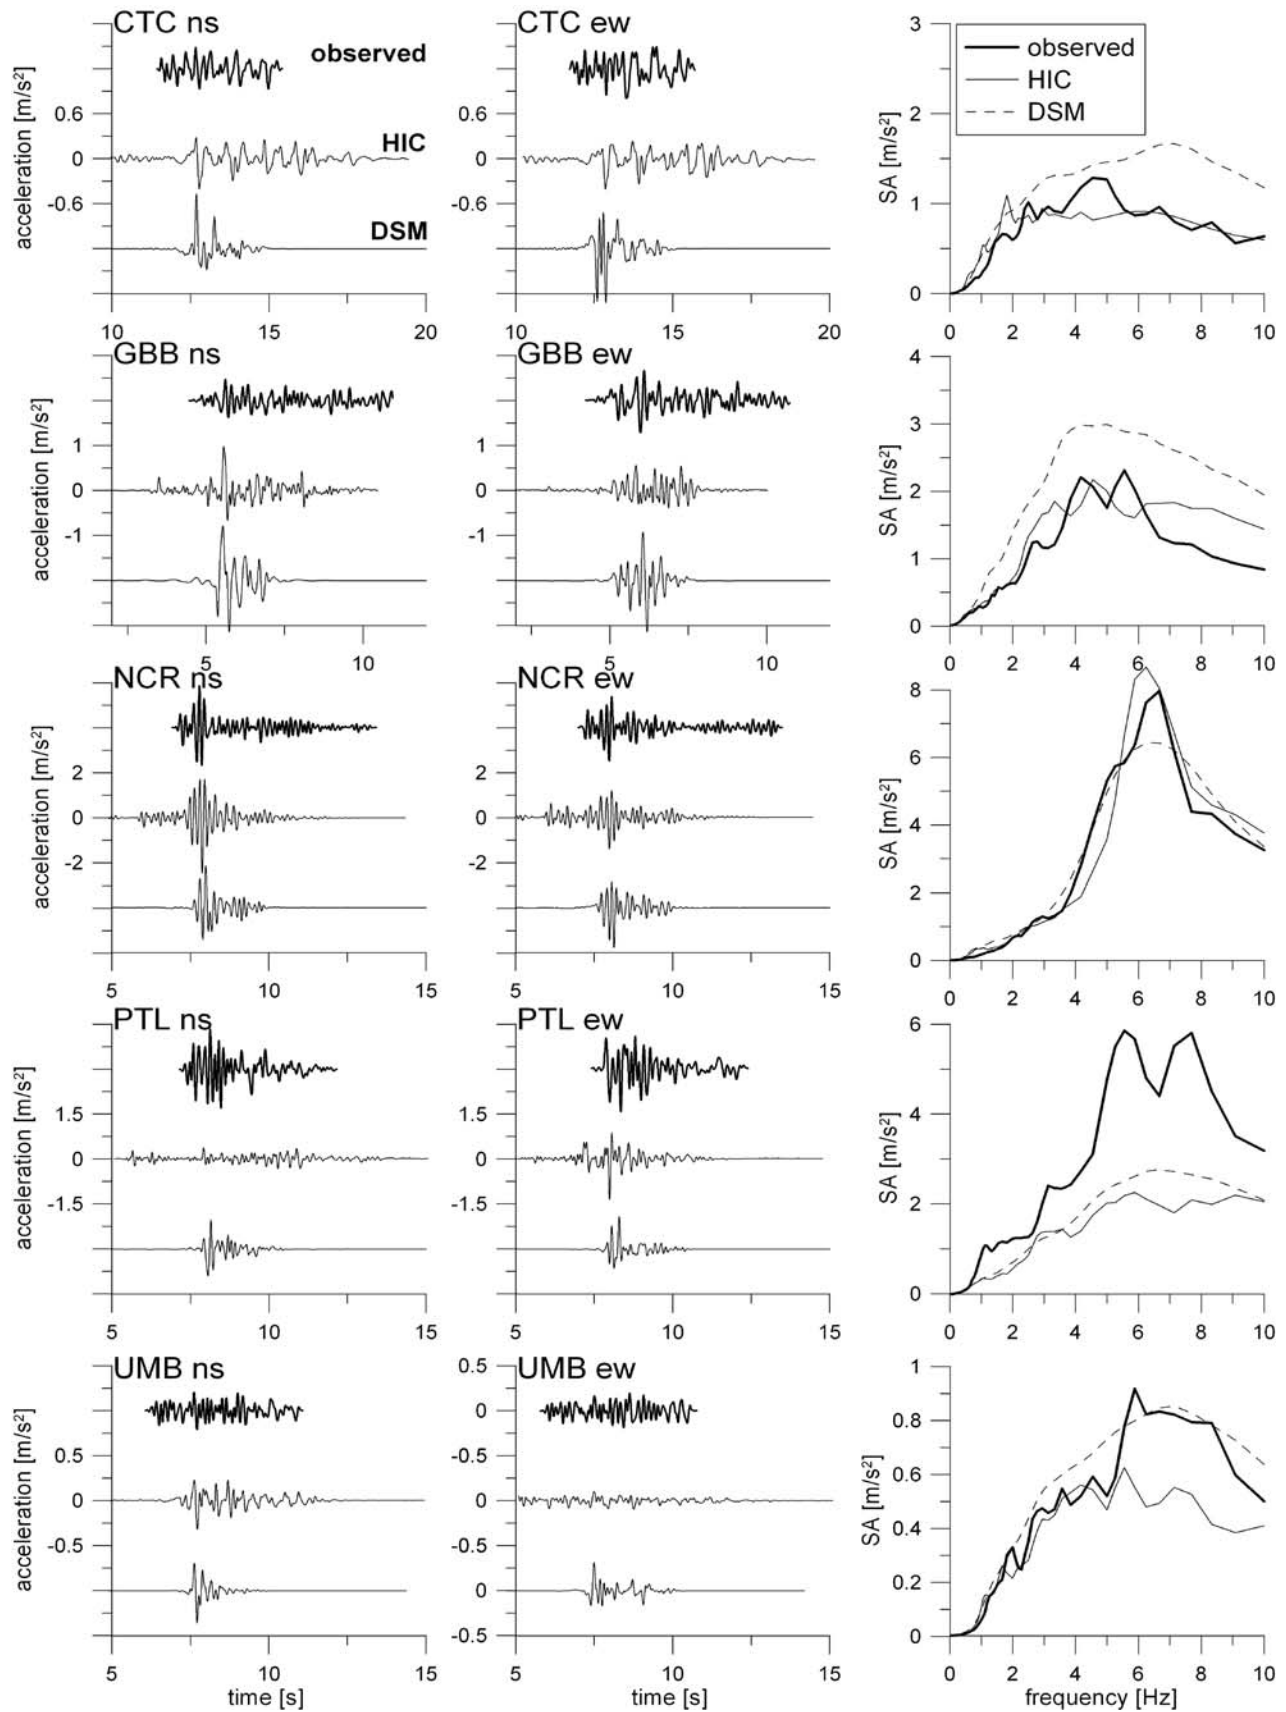 CTC ns
CTC ew
observed
HIC
DSM
acceleration [m/s²]
0.6
0
-0.6
10
15
20
0.6
0
-0.6
10
15
20
SA [m/s²]
3
2
1
0
0 2 4 6 8 10
observed
HIC
DSM
GBB ns
GBB ew
acceleration [m/s²]
1
0
-1
5
10
1
0
-1
5
10
SA [m/s²]
4
3
2
1
0
0 2 4 6 8 10
NCR ns
NCR ew
acceleration [m/s²]
2
0
-2
5
10
15
2
0
-2
5
10
15
SA [m/s²]
8
6
4
2
0
0 2 4 6 8 10
PTL ns
PTL ew
acceleration [m/s²]
1.5
0
-1.5
5
10
15
1.5
0
-1.5
5
10
15
SA [m/s²]
6
4
2
0
0 2 4 6 8 10
UMB ns
UMB ew
acceleration [m/s²]
0.5
0
-0.5
5
10
15
time [s]
0.5
0
-0.5
0.5
0
-0.5
0.5
0
-0.5
5
10
15
time [s]
SA [m/s²]
1
0.8
0.6
0.4
0.2
0
0 2 4 6 8 10
frequency [Hz]